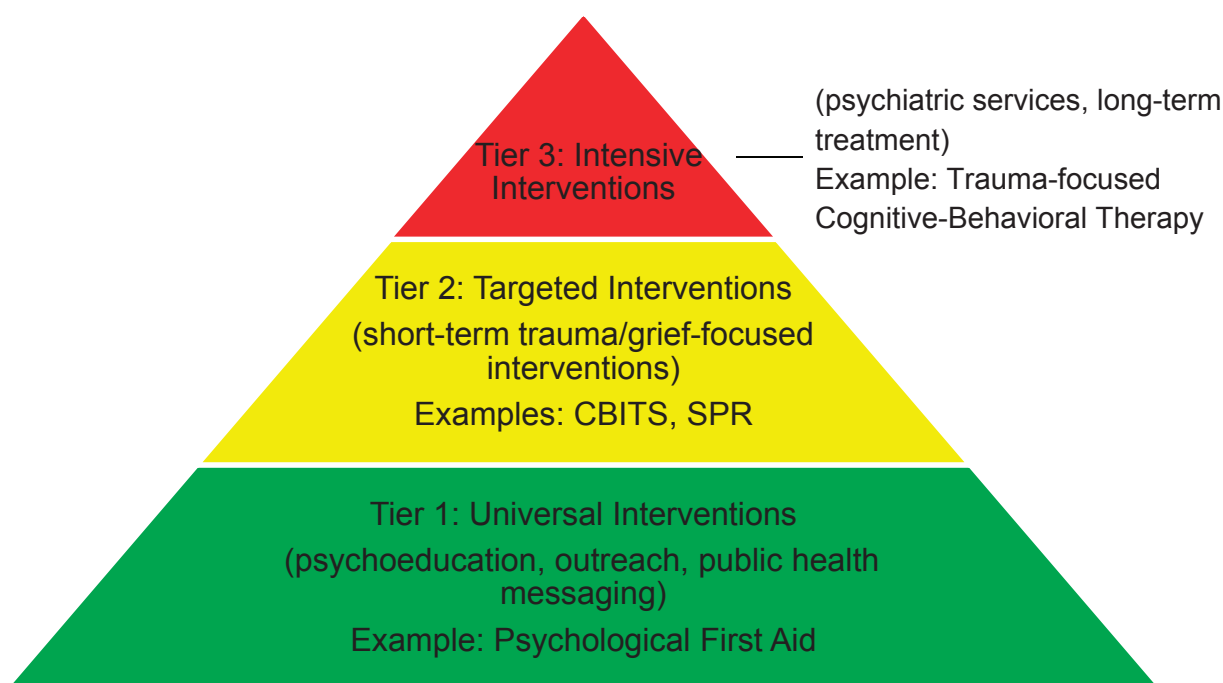 Tier 3: Intensive
Interventions
(psychiatric services, long-term
treatment)
Example: Trauma-focused
Cognitive-Behavioral Therapy
Tier 2: Targeted Interventions
(short-term trauma/grief-focused
interventions)
Examples: CBITS, SPR
Tier 1: Universal Interventions
(psychoeducation, outreach, public health
messaging)
Example: Psychological First Aid